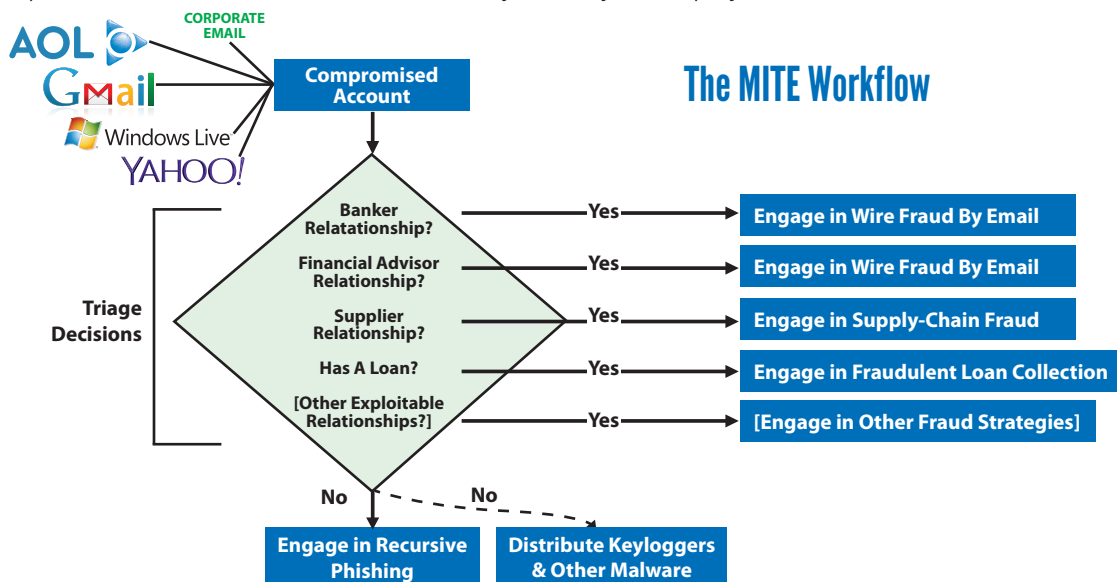 CORPORATE
EMAIL
AOL
Gmail
Windows Live
YAHOO!
Compromised
Account
The MITE Workflow
Triage
Decisions
Banker
Relatationship?
Yes
Engage in Wire Fraud By Email
Financial Advisor
Relationship?
Yes
Engage in Wire Fraud By Email
Supplier
Relationship?
Yes
Engage in Supply-Chain Fraud
Has A Loan?
Yes
Engage in Fraudulent Loan Collection
[Other Exploitable
Relationships?]
Yes
[Engage in Other Fraud Strategies]
No
No
Engage in Recursive
Phishing
Distribute Keyloggers
& Other Malware